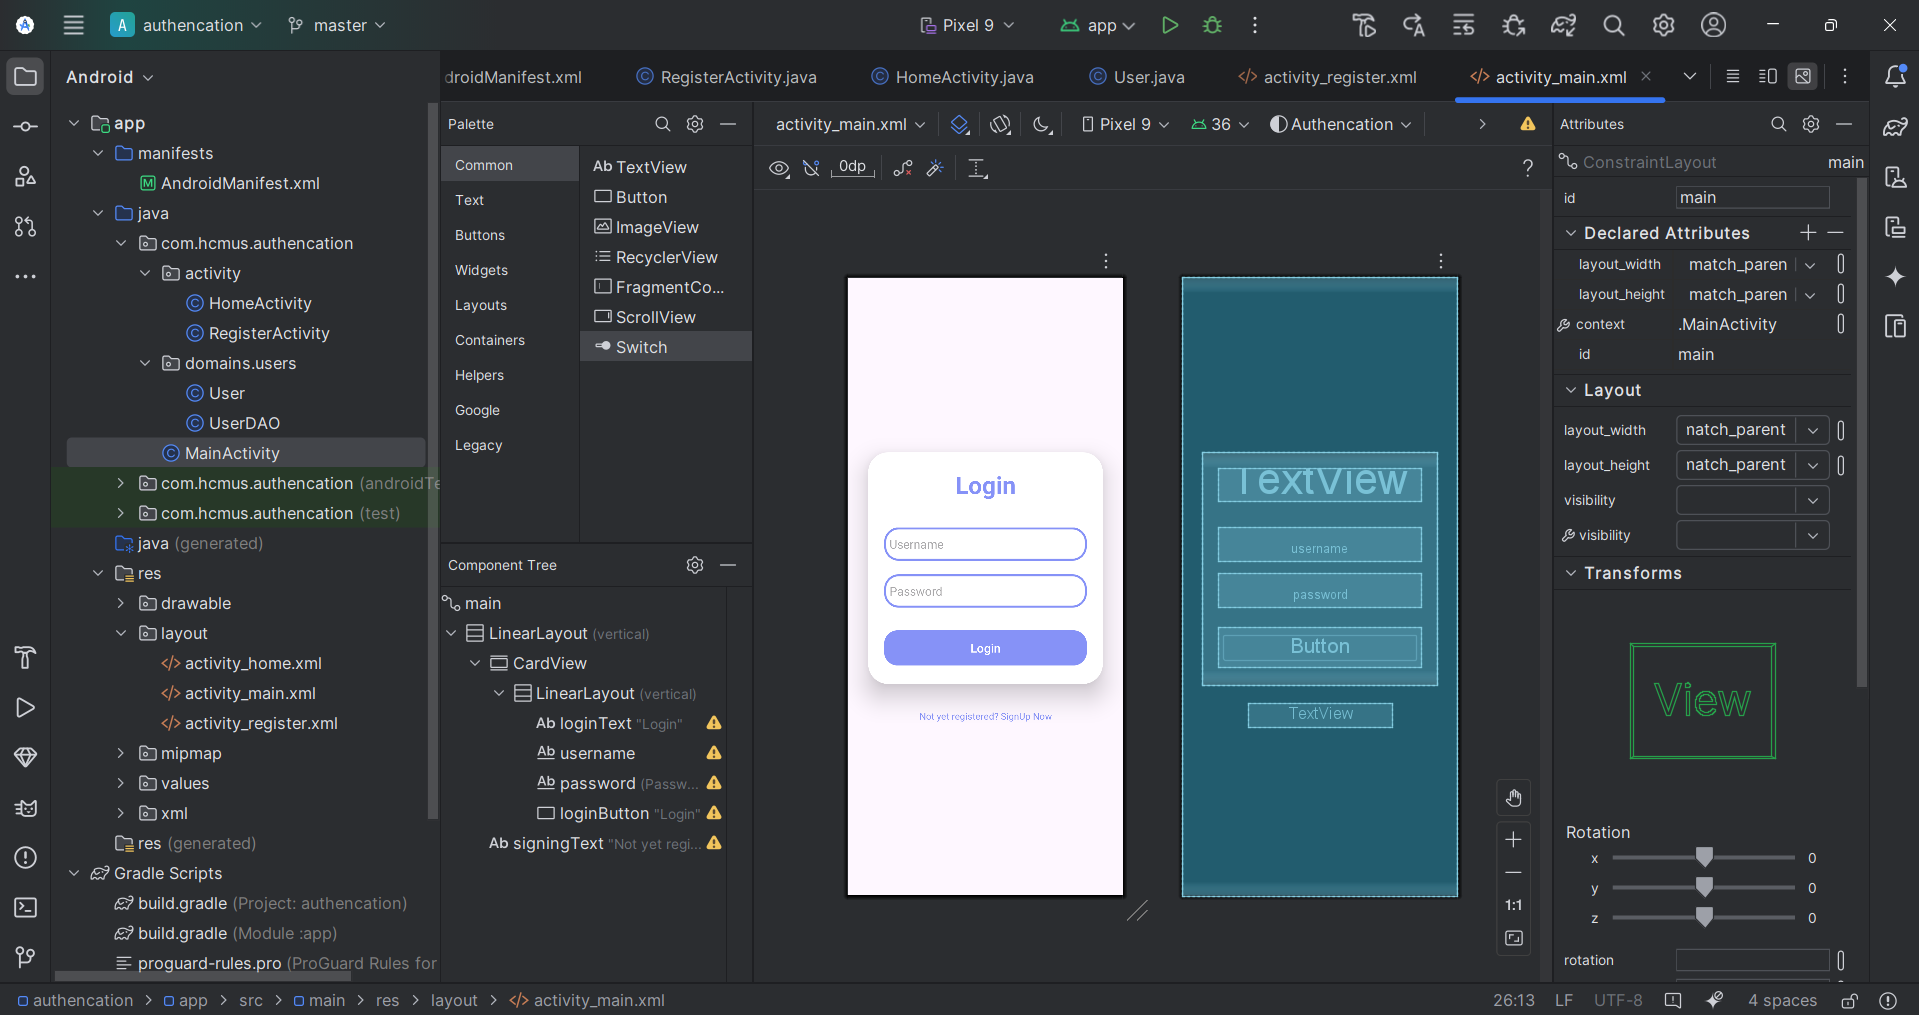 A authencation master Pixel 9 app
Android
app
manifests
AndroidManifest.xml
java
com.hcmus.authencation
activity
HomeActivity
RegisterActivity
domains.users
User
UserDAO
MainActivity
com.hcmus.authencation (androidTe
com.hcmus.authencation (test)
java (generated)
res
drawable
layout
activity_home.xml
activity_main.xml
activity_register.xml
mipmap
values
xml
res (generated)
Gradle Scripts
build.gradle (Project: authencation)
build.gradle (Module :app)
proguard-rules.pro (ProGuard Rules for
droidManifest.xml RegisterActivity.java HomeActivity.java User.java activity_register.xml activity_main.xml
Palette
Common
Text
Buttons
Widgets
Layouts
Containers
Helpers
Google
Legacy
Ab TextView
Button
ImageView
RecyclerView
FragmentCo...
ScrollView
Switch
Component Tree
main
LinearLayout (vertical)
CardView
LinearLayout (vertical)
Ab loginText "Login"
Ab username
Ab password (Passw...
loginButton "Login"
Ab signingText "Not yet regi...
activity_main.xml Pixel 9 36 Authencation
0dp ?
Login
Username
Password
Login
Not yet registered? SignUp Now
TextView
username
password
Button
TextView
1:1
Attributes
ConstraintLayout main
id main
Declared Attributes
layout_width match_paren
layout_height match_paren
context .MainActivity
id main
Layout
layout_width natch_parent
layout_height natch_parent
visibility
visibility
Transforms
View
Rotation
x 0
y 0
z 0
rotation
authencation app src main res layout activity_main.xml 26:13 LF UTF-8 4 spaces